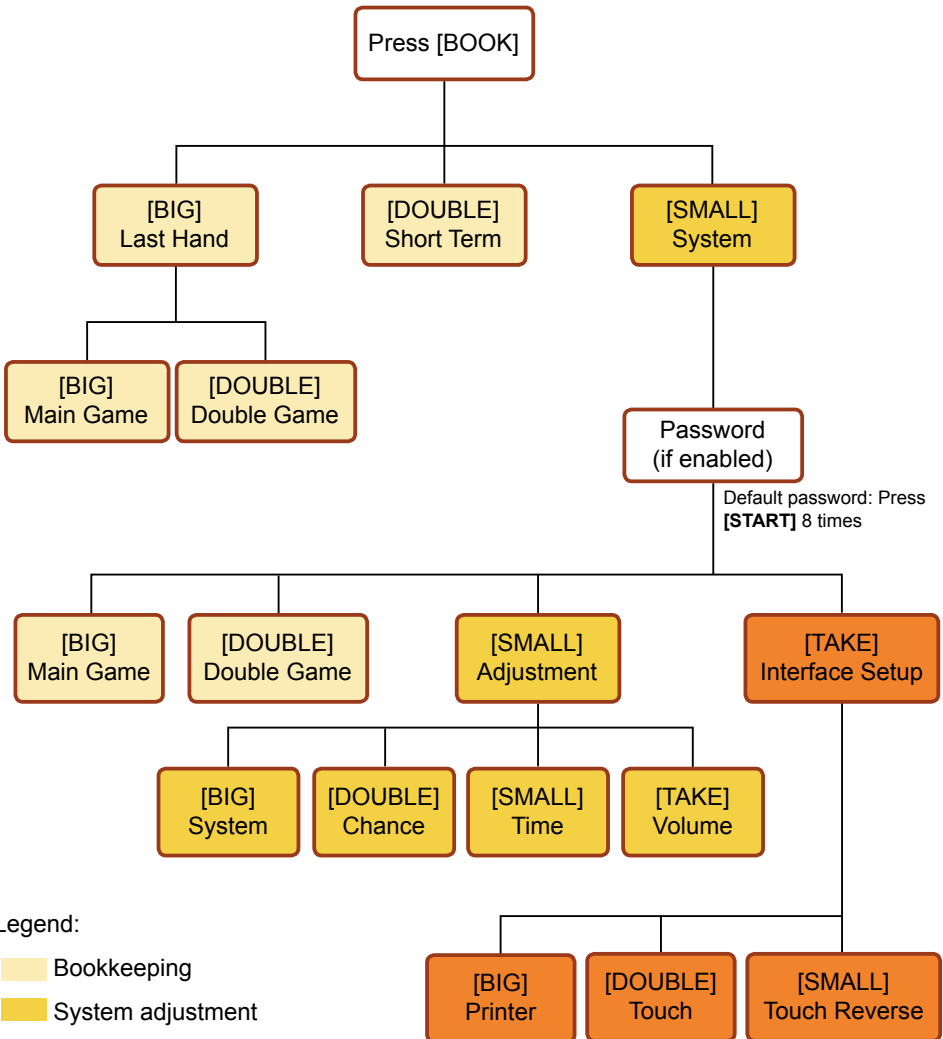 Press [BOOK]
[BIG]
Last Hand
[DOUBLE]
Short Term
[SMALL]
System
[BIG]
Main Game
[DOUBLE]
Double Game
Password
(if enabled)
Default password: Press
[START] 8 times
[BIG]
Main Game
[DOUBLE]
Double Game
[SMALL]
Adjustment
[TAKE]
Interface Setup
[BIG]
System
[DOUBLE]
Chance
[SMALL]
Time
[TAKE]
Volume
Legend:
Bookkeeping
System adjustment
[BIG]
Printer
[DOUBLE]
Touch
[SMALL]
Touch Reverse